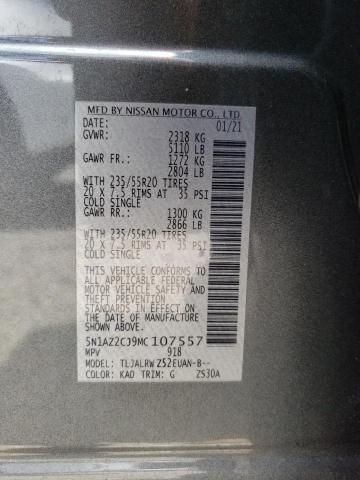 MFD BY NISSAN MOTOR CO., LTD.
DATE: 01/21
GVWR: 2318 KG
5110 LB
GAWR FR.: 1272 KG
2804 LB
WITH 235/55R20 TIRES
20 X 7.5 RIMS AT 35 PSI
COLD SINGLE
GAWR RR.: 1300 KG
2866 LB
WITH 235/55R20 TIRES
20 X 7.5 RIMS AT 35 PSI
COLD SINGLE
THIS VEHICLE CONFORMS TO
ALL APPLICABLE FEDERAL
MOTOR VEHICLE SAFETY
STANDARDS IN EFFECT ON
THE DATE OF MANUFACTURE
SHOWN ABOVE.
5N1AZ2CJ9MC107557
MPV 918
TYPE: TLJALRWZ52EUAN-B--
COLOR: KAD TRIM: G ZS30A